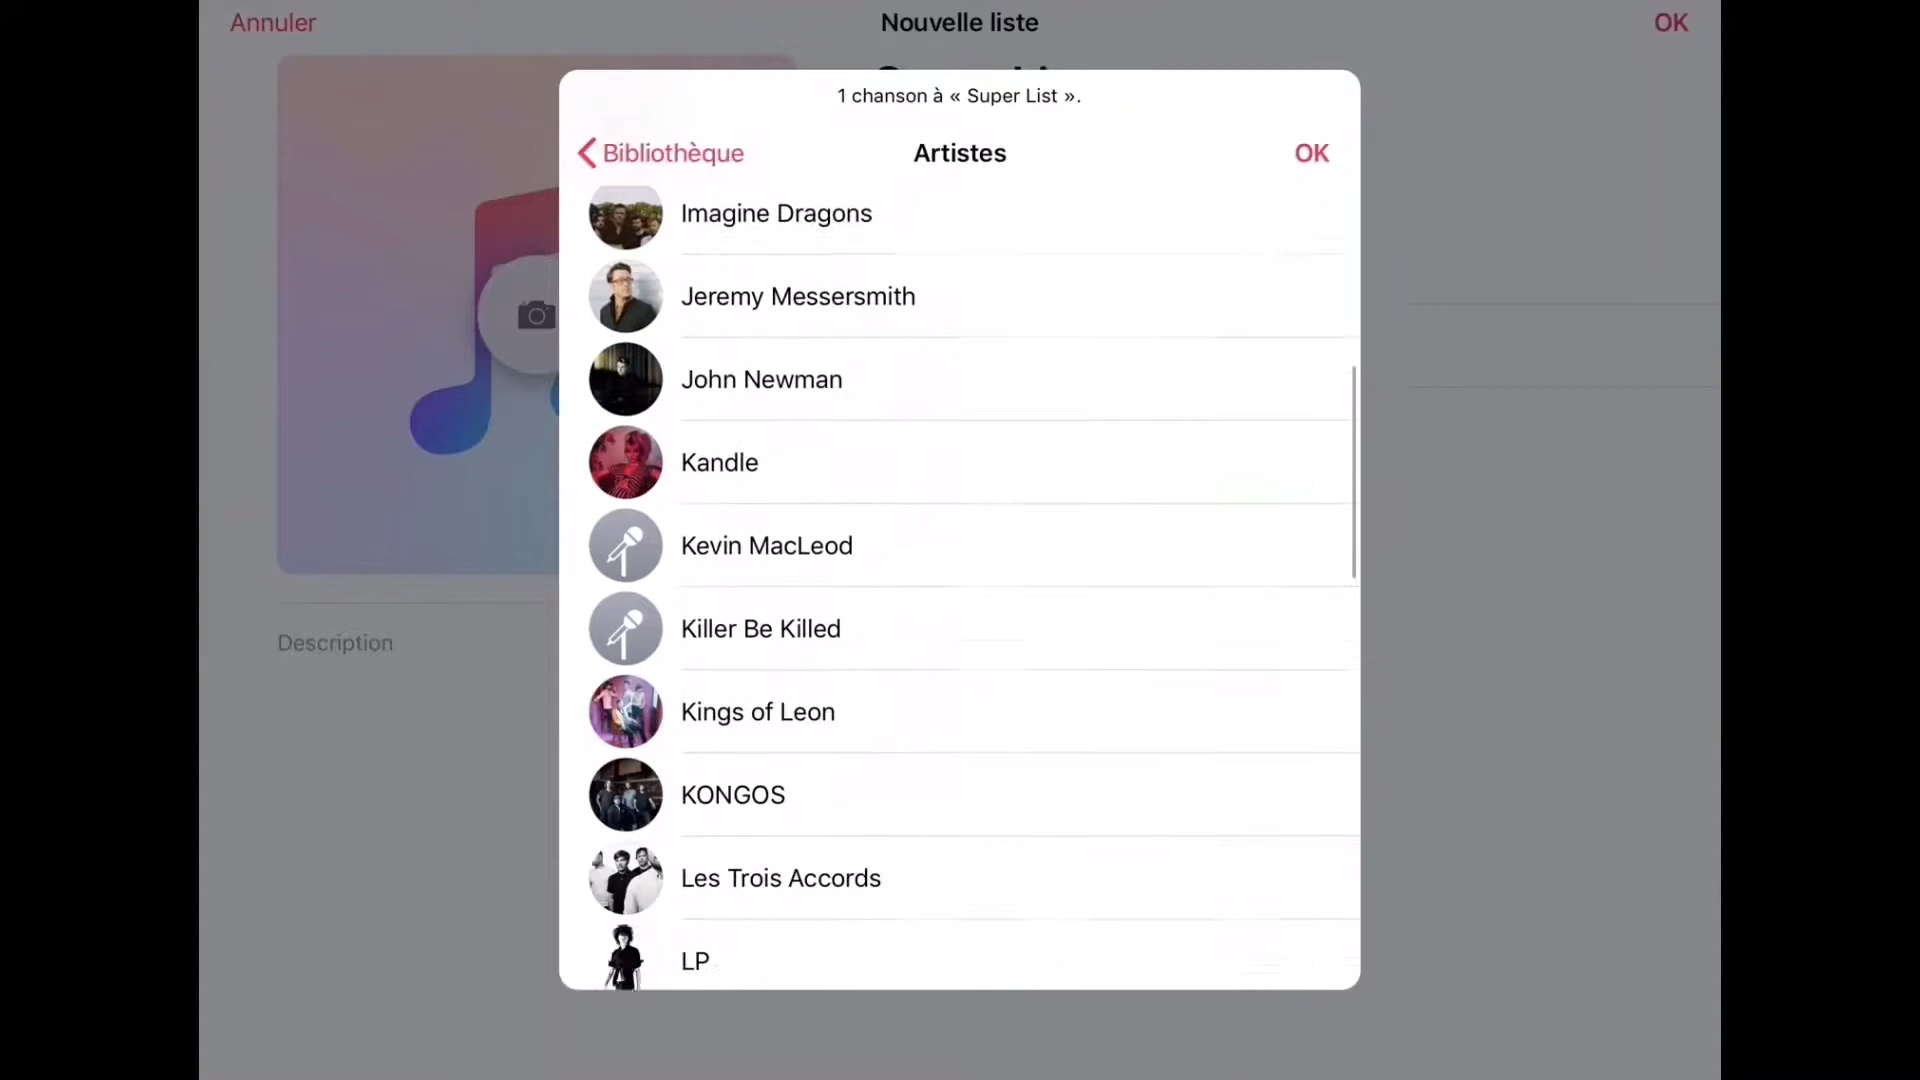 Annuler
Nouvelle liste
OK
1 chanson à « Super List ».
Bibliothèque
Artistes
OK
Imagine Dragons
Jeremy Messersmith
John Newman
Kandle
Kevin MacLeod
Killer Be Killed
Kings of Leon
KONGOS
Les Trois Accords
LP
Description